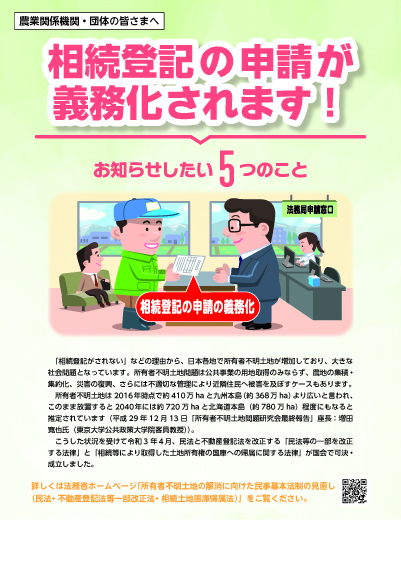 農業関係機関・団体の皆さまへ
相続登記の申請が
義務化されます！
お知らせしたい5つのこと
法務局申請窓口
相続登記の申請の義務化
「相続登記がされない」などの理由から、日本各地で所有者不明土地が増加しており、大きな
社会問題となっています。所有者不明土地問題は公共事業の用地取得のみならず、農地の集積・
集約化、災害の復興、さらには不適切な管理により近隣住民へ被害を及ぼすケースもあります。
所有者不明土地は2016年時点で約410万haと九州本島（約368万ha）より広いと言われ、
このまま放置すると2040年には約720万haと北海道本島（約780万ha）程度にもなると
推定されています（平成29年12月13日「所有者不明土地問題研究会最終報告」座長：増田
寛也氏（東京大学公共政策大学院客員教授））。
こうした状況を受けて令和3年4月、民法と不動産登記法を改正する「民法等の一部を改正
する法律」と「相続等により取得した土地所有権の国庫への帰属に関する法律」が国会で可決・
成立しました。
詳しくは法務省ホームページ「所有者不明土地の解消に向けた民事基本法制の見直し
（民法・不動産登記法等一部改正法・相続土地国庫帰属法）」をご覧ください。